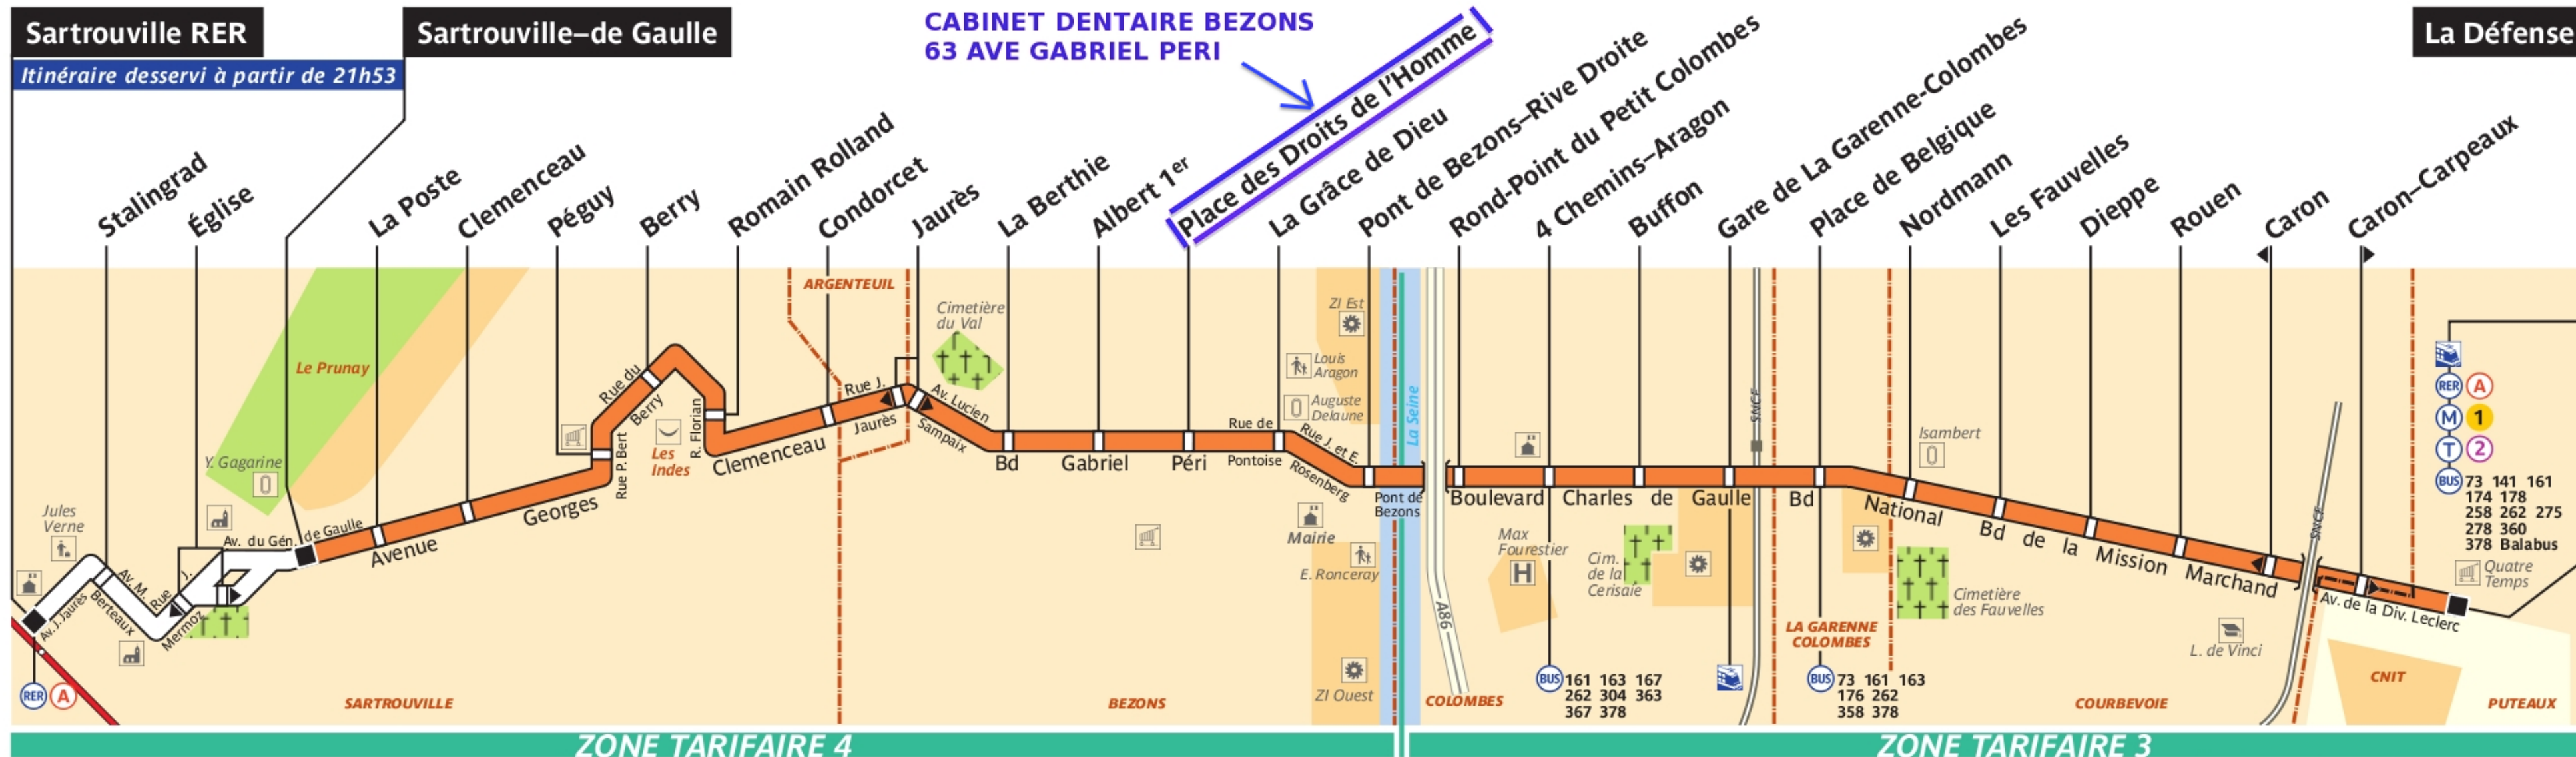 Sartrouville RER
Sartrouville–de Gaulle
La Défense
Itinéraire desservi à partir de 21h53
CABINET DENTAIRE BEZONS
63 AVE GABRIEL PERI
Stalingrad
Église
La Poste
Clemenceau
Péguy
Berry
Romain Rolland
Condorcet
Jaurès
La Berthie
Albert 1er
Place des Droits de l'Homme
La Grâce de Dieu
Pont de Bezons–Rive Droite
Rond-Point du Petit Colombes
4 Chemins–Aragon
Buffon
Gare de La Garenne-Colombes
Place de Belgique
Nordmann
Les Fauvelles
Dieppe
Rouen
Caron
Caron–Carpeaux
Jules
Verne
Y. Gagarine
Le Prunay
Av. J. Jaurès
Av. M.
Berteaux
Rue J.
Mermoz
Av. du Gén. de Gaulle
Avenue
Georges
Rue P. Bert
Rue du
Berry
Les
Indes
R. Florian
Clemenceau
ARGENTEUIL
Rue J.
Jaurès
Cimetière
du Val
Av. Lucien
Sampaix
Bd Gabriel Péri
Rue de
Pontoise
Rue J. et E.
Rosenberg
ZI Est
Louis
Aragon
Auguste
Delaune
La Seine
Mairie
E. Ronceray
ZI Ouest
Pont de
Bezons
A86
Boulevard Charles de Gaulle
Max
Fourestier
H
Cim.
de la
Cerisaie
SNCF
Bd National
Isambert
Cimetière
des Fauvelles
Bd de la Mission Marchand
L. de Vinci
SNCF
Av. de la Div. Leclerc
CNIT
Quatre
Temps
RER A
M 1
T 2
BUS 73 141 161
174 178
258 262 275
278 360
378 Balabus
RER A
BUS 161 163 167
262 304 363
367 378
BUS 73 161 163
176 262
358 378
SARTROUVILLE
BEZONS
COLOMBES
LA GARENNE
COLOMBES
COURBEVOIE
PUTEAUX
ZONE TARIFAIRE 4
ZONE TARIFAIRE 3